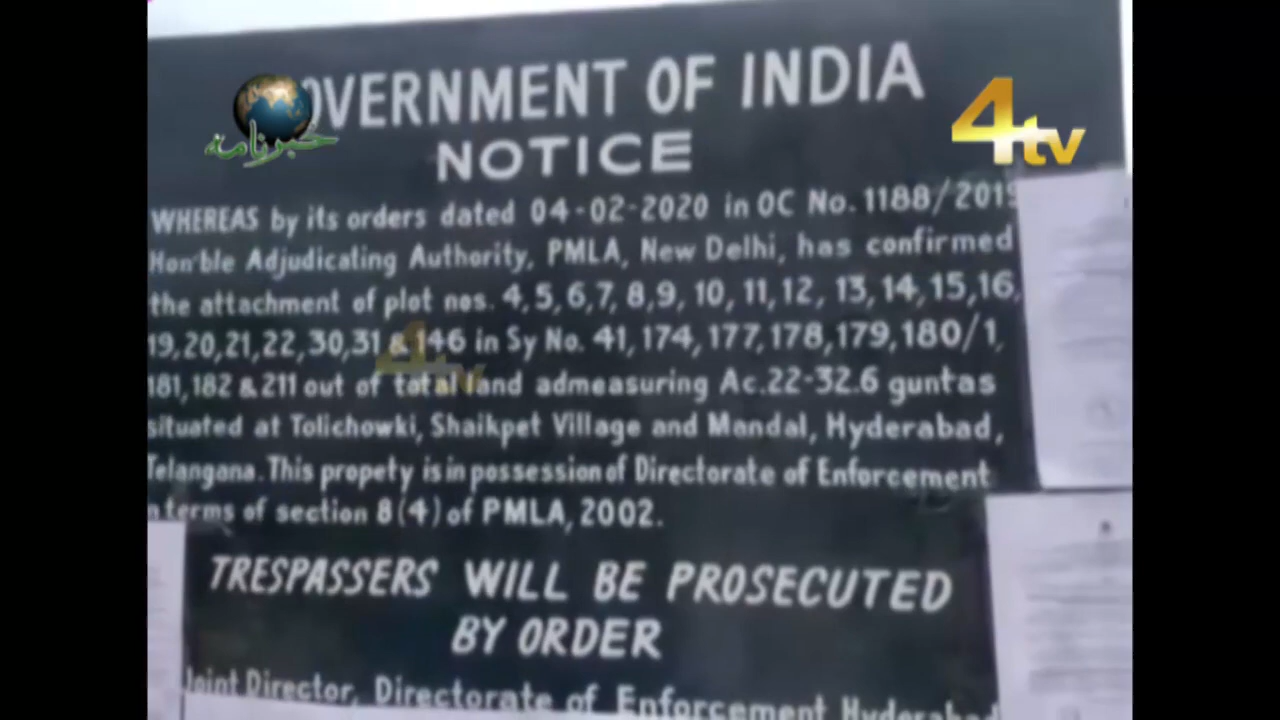 GOVERNMENT OF INDIA
NOTICE
خبرنامہ
4tv
WHEREAS by its orders dated 04-02-2020 in OC No. 1188/2019
Hon'ble Adjudicating Authority, PMLA, New Delhi, has confirmed
the attachment of plot nos. 4,5,6,7, 8,9, 10, 11,12, 13,14,15,16,
19,20,21,22,30,31 & 146 in Sy No. 41,174,177,178,179,180/1,
4tv
181,182 & 211 out of total land admeasuring Ac.22-32.6 guntas
situated at Tolichowki, Shaikpet Village and Mandal, Hyderabad,
Telangana. This propety is in possession of Directorate of Enforcement
n terms of section 8(4) of PMLA, 2002.
TRESPASSERS WILL BE PROSECUTED
BY ORDER
Joint Director, Directorate of Enforcement Hyderabad